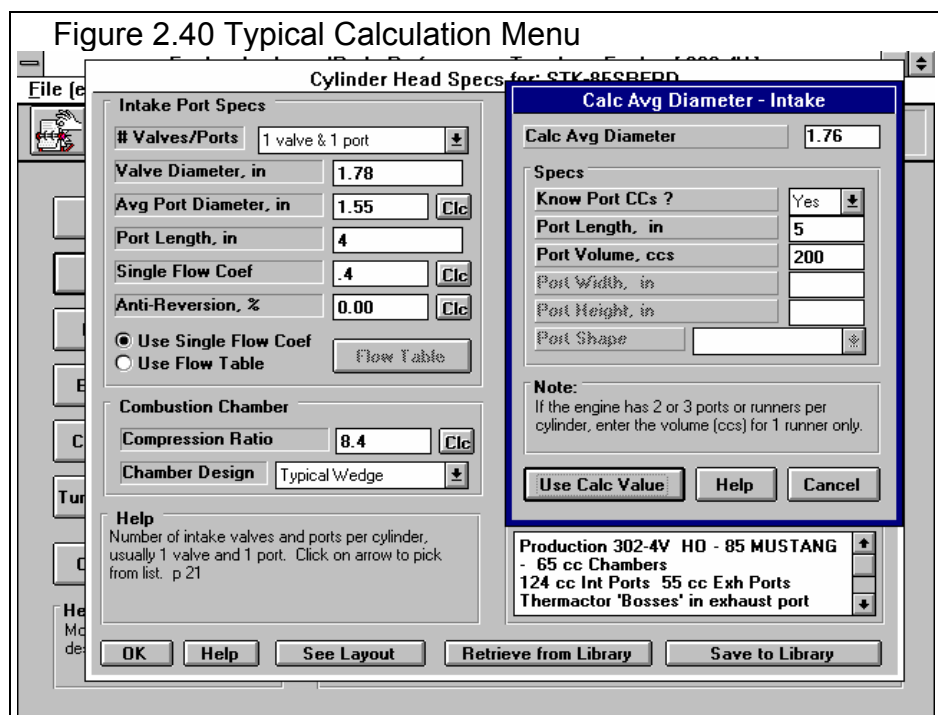 Figure 2.40 Typical Calculation Menu
File (e
Cylinder Head Specs for: STK-85SBFRD
Intake Port Specs
# Valves/Ports 1 valve & 1 port
Valve Diameter, in 1.78
Avg Port Diameter, in 1.55 Clc
Port Length, in 4
Single Flow Coef .4 Clc
Anti-Reversion, % 0.00 Clc
Use Single Flow Coef
Use Flow Table
Flow Table
Combustion Chamber
Compression Ratio 8.4 Clc
Chamber Design Typical Wedge
Help
Number of intake valves and ports per cylinder,
usually 1 valve and 1 port. Click on arrow to pick
from list. p 21
Calc Avg Diameter - Intake
Calc Avg Diameter 1.76
Specs
Know Port CCs ? Yes
Port Length, in 5
Port Volume, ccs 200
Port Width, in
Port Height, in
Port Shape
Note:
If the engine has 2 or 3 ports or runners per
cylinder, enter the volume (ccs) for 1 runner only.
Use Calc Value Help Cancel
Production 302-4V HO - 85 MUSTANG
- 65 cc Chambers
124 cc Int Ports 55 cc Exh Ports
Thermactor 'Bosses' in exhaust port
E
C
Tur
He
Mo
de
OK Help See Layout Retrieve from Library Save to Library